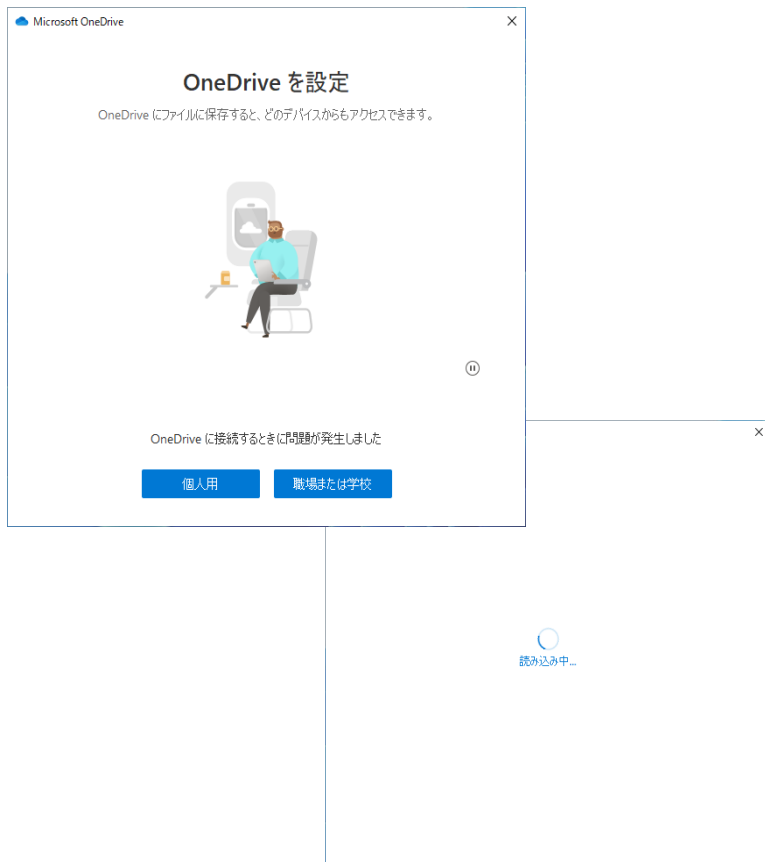 Microsoft OneDrive
OneDrive を設定
OneDrive にファイルに保存すると、どのデバイスからもアクセスできます。
OneDrive に接続するときに問題が発生しました
個人用
職場または学校
読み込み中...